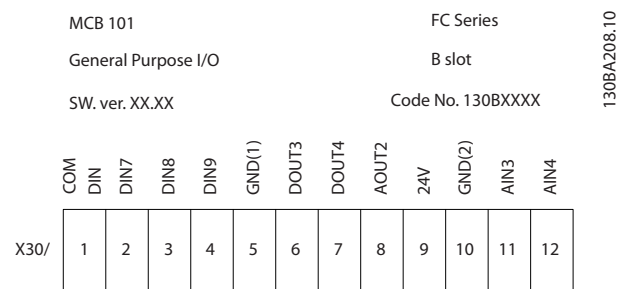 MCB 101
FC Series
General Purpose I/O
B slot
SW. ver. XX.XX
Code No. 130BXXXX
130BA208.10
COM
DIN
DIN7
DIN8
DIN9
GND(1)
DOUT3
DOUT4
AOUT2
24V
GND(2)
AIN3
AIN4
X30/ 1 2 3 4 5 6 7 8 9 10 11 12